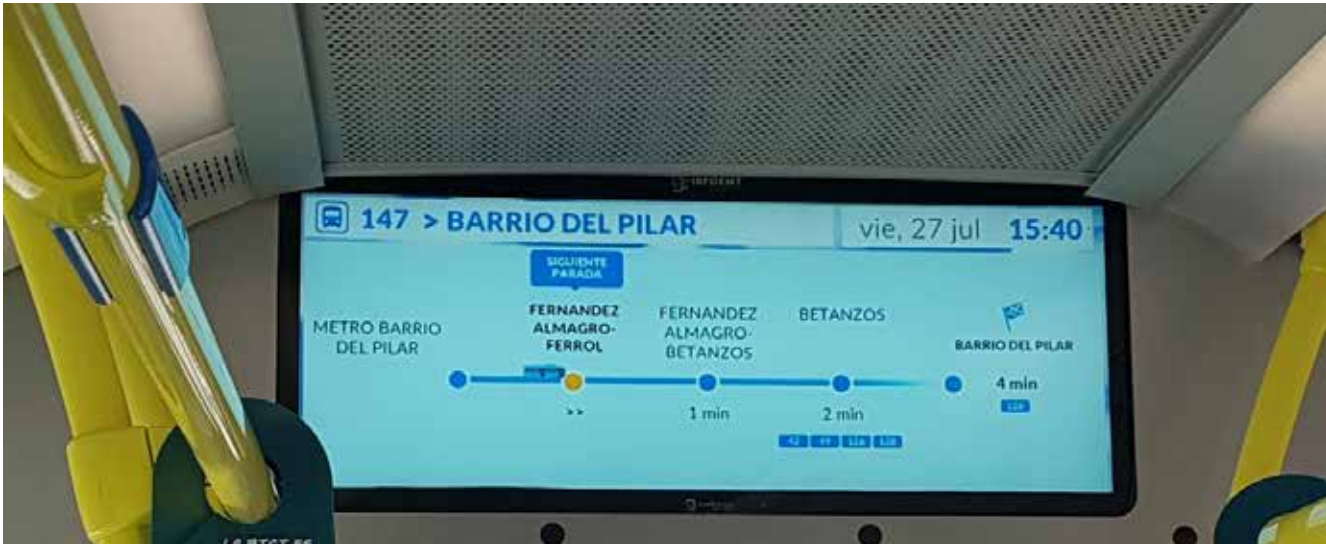 147 > BARRIO DEL PILAR
vie, 27 jul 15:40
SIGUIENTE
PARADA
METRO BARRIO
DEL PILAR
FERNANDEZ
ALMAGRO-
FERROL
FERNANDEZ
ALMAGRO-
BETANZOS
BETANZOS
BARRIO DEL PILAR
>>
1 min
2 min
4 min